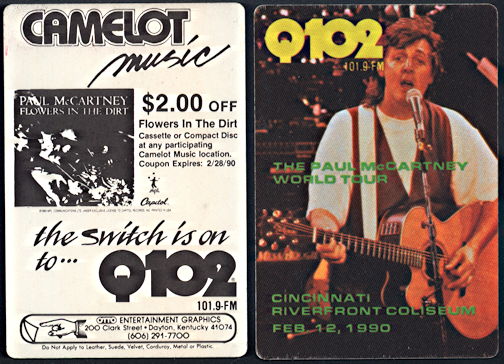 CAMELOT
music
PAUL McCARTNEY
FLOWERS IN THE DIRT
$2.00 OFF
Flowers In The Dirt
Cassette or Compact Disc
at any participating
Camelot Music location.
Coupon Expires: 2/28/90
Capitol
the switch is on
to...
Q102
101.9-FM
OTTO ENTERTAINMENT GRAPHICS
200 Clark Street • Dayton, Kentucky 41074
(606) 291-7700
Do Not Apply to Leather, Suede, Velvet, Corduroy, Metal or Plastic.
Q102
101.9-FM
THE PAUL McCARTNEY
WORLD TOUR
CINCINNATI
RIVERFRONT COLISEUM
FEB. 12, 1990